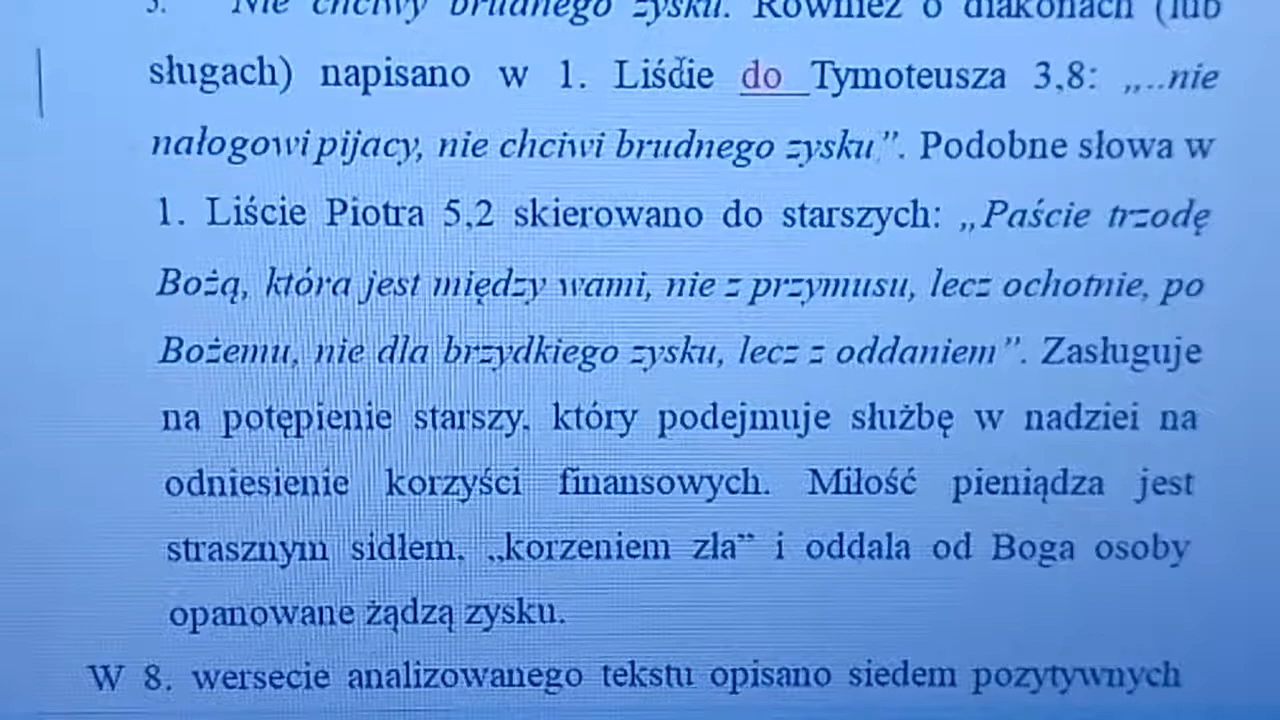 5. Nie chciwy brudnego zysku. Również o diakonach (lub
sługach) napisano w 1. Liście do Tymoteusza 3,8: „..nie
nałogowi pijacy, nie chciwi brudnego zysku”. Podobne słowa w
1. Liście Piotra 5,2 skierowano do starszych: „Paście trzodę
Bożą, która jest między wami, nie z przymusu, lecz ochotnie, po
Bożemu, nie dla brzydkiego zysku, lecz z oddaniem”. Zasługuje
na potępienie starszy, który podejmuje służbę w nadziei na
odniesienie korzyści finansowych. Miłość pieniądza jest
strasznym sidłem, „korzeniem zła” i oddala od Boga osoby
opanowane żądzą zysku.
W 8. wersecie analizowanego tekstu opisano siedem pozytywnych